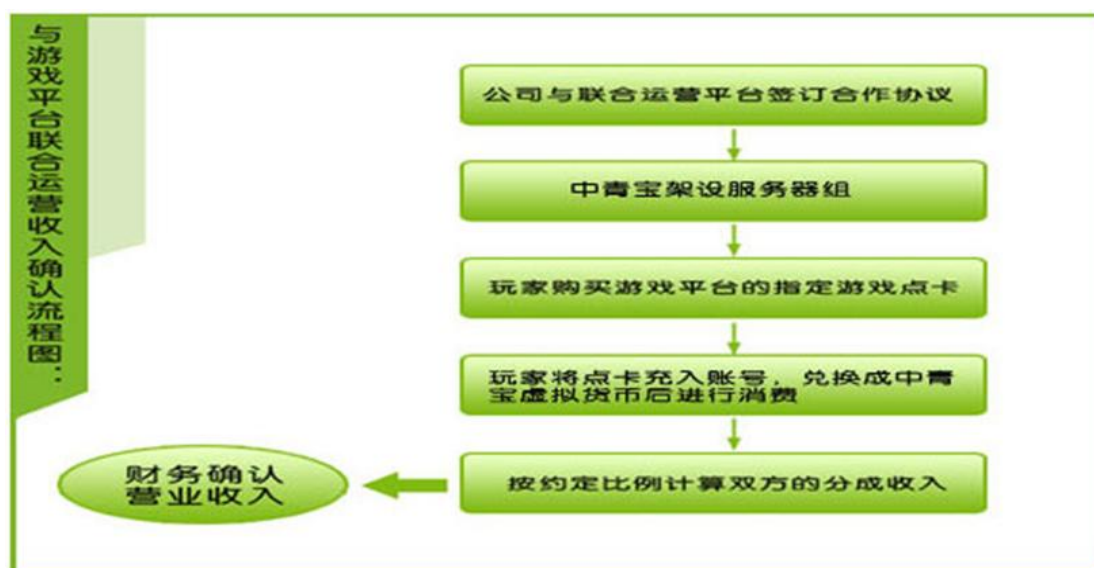 与游戏平台联合运营收入确认流程图：
公司与联合运营平台签订合作协议
中青宝架设服务器组
玩家购买游戏平台的指定游戏点卡
玩家将点卡充入账号，兑换成中青
宝虚拟货币后进行消费
按约定比例计算双方的分成收入
财务确认
营业收入